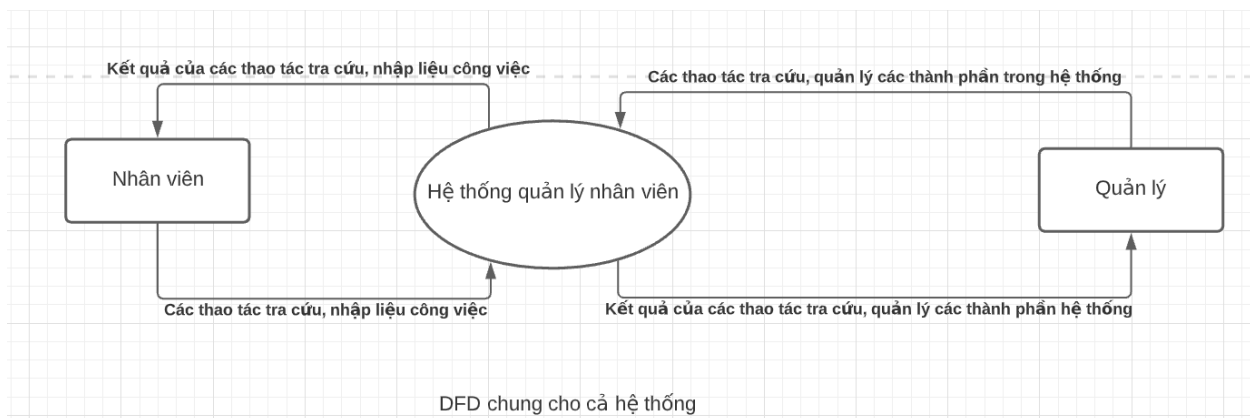 Kết quả của các thao tác tra cứu, nhập liệu công việc
Các thao tác tra cứu, quản lý các thành phần trong hệ thống
Nhân viên
Hệ thống quản lý nhân viên
Quản lý
Các thao tác tra cứu, nhập liệu công việc
Kết quả của các thao tác tra cứu, quản lý các thành phần hệ thống
DFD chung cho cả hệ thống